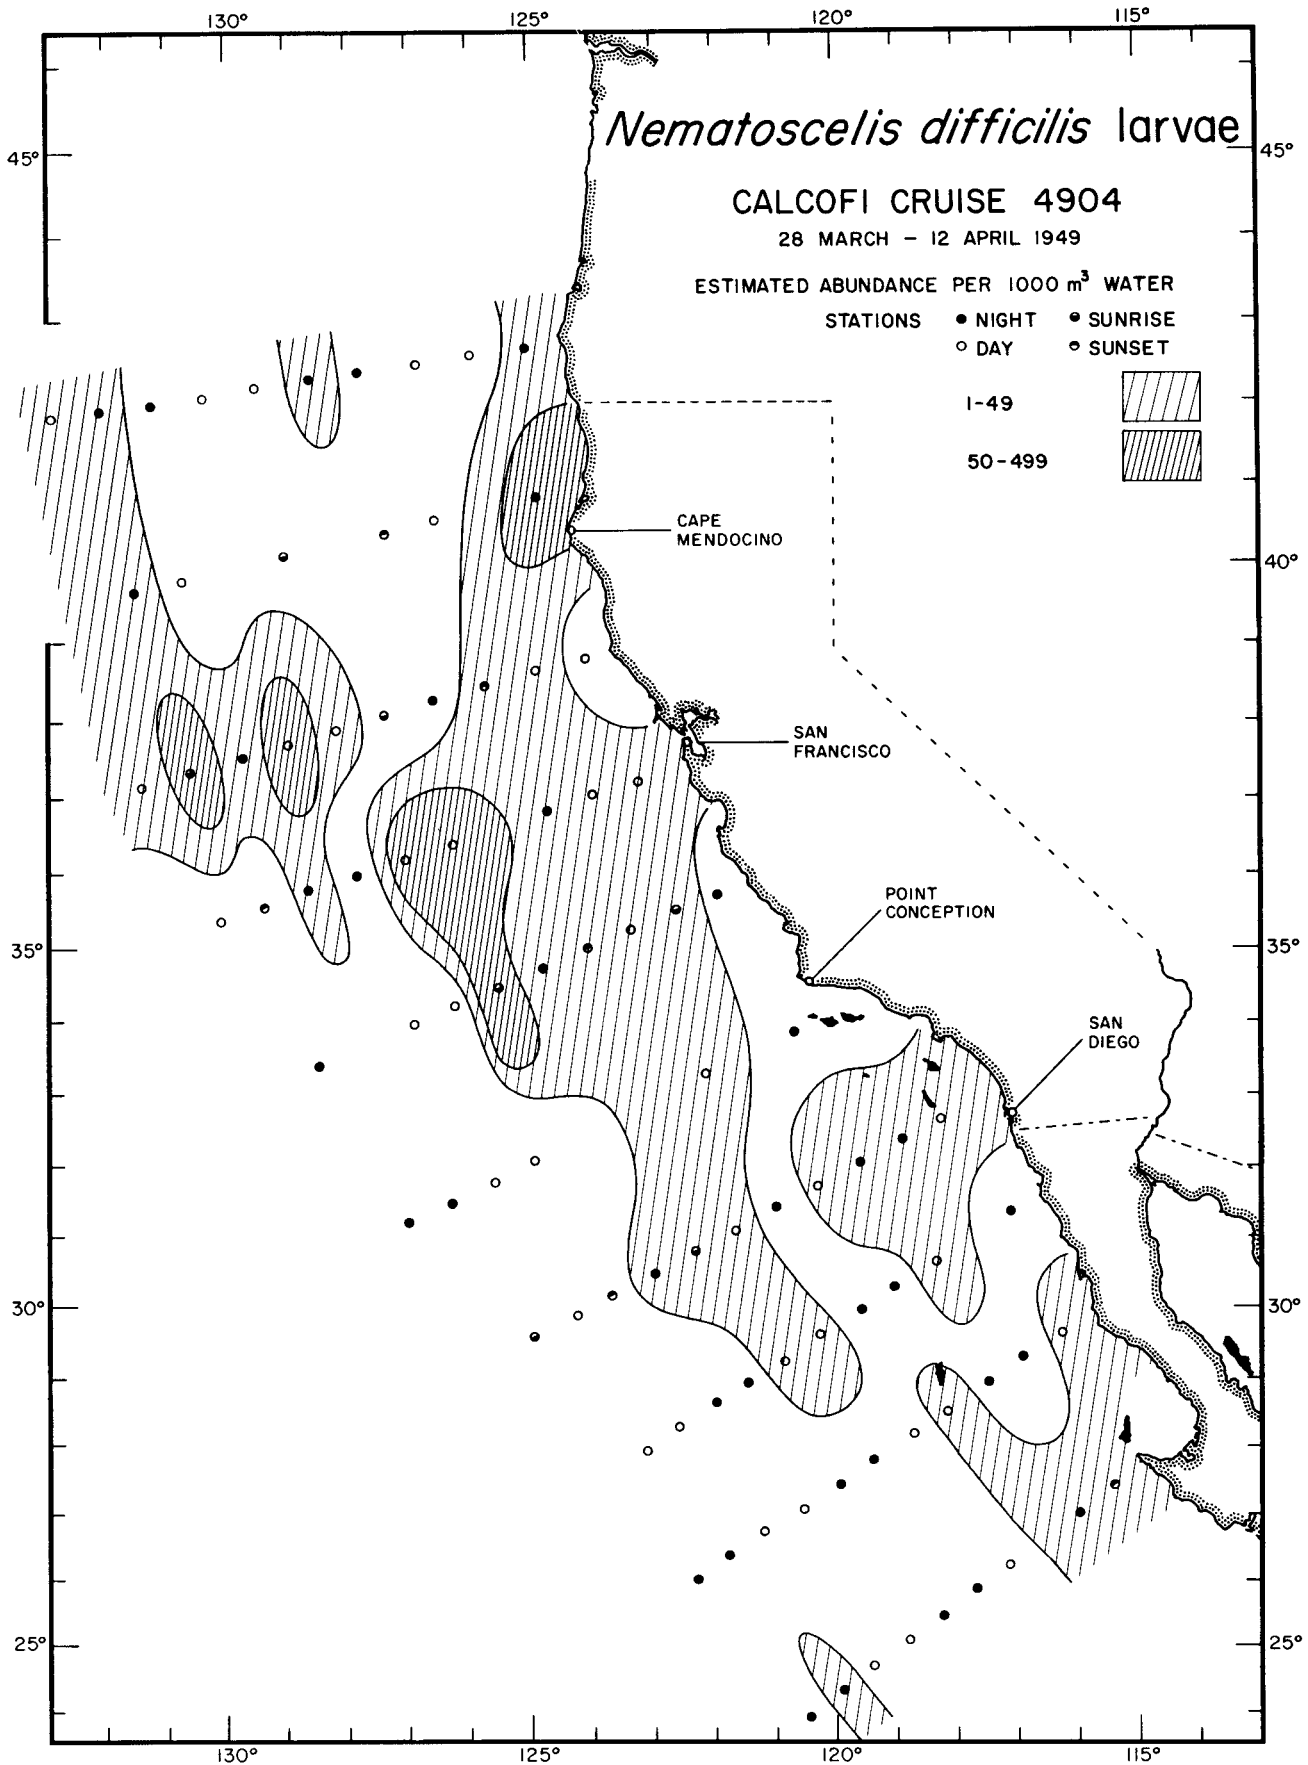 130° 125° 120° 115°
Nematoscelis difficilis larvae
45° 45°
CALCOFI CRUISE 4904
28 MARCH – 12 APRIL 1949
ESTIMATED ABUNDANCE PER 1000 m³ WATER
STATIONS ● NIGHT ◓ SUNRISE
○ DAY ◒ SUNSET
1-49
50-499
CAPE
MENDOCINO
40°
SAN
FRANCISCO
POINT
CONCEPTION
35° 35°
SAN
DIEGO
30° 30°
25° 25°
130° 125° 120° 115°